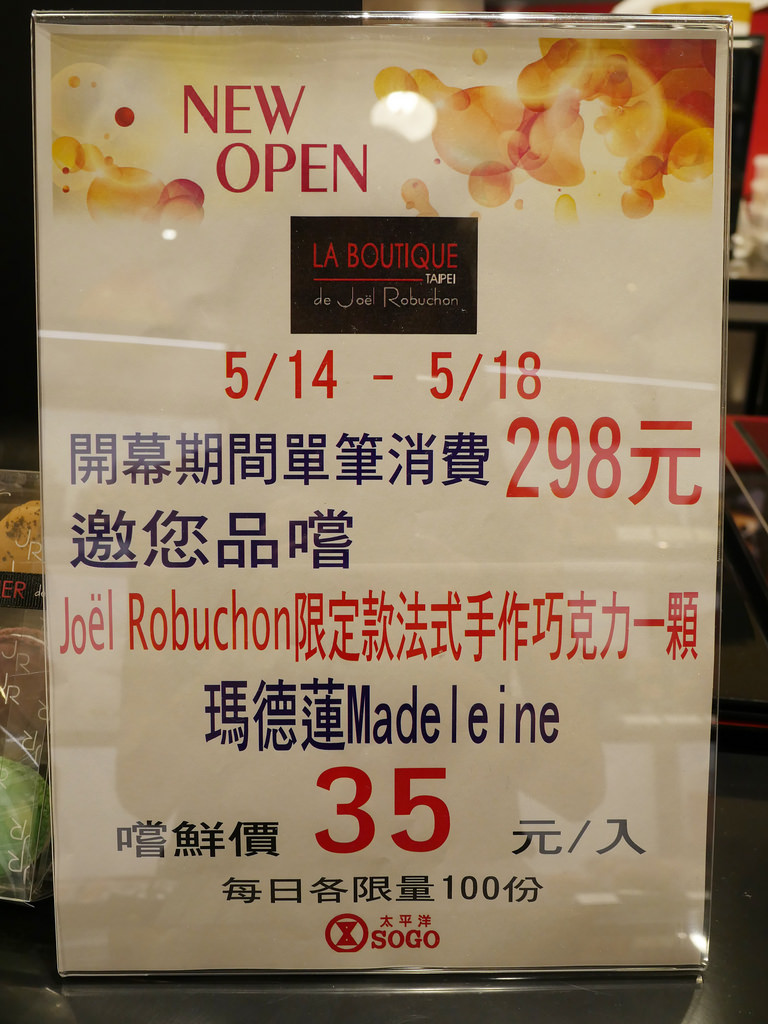 NEW
OPEN
LA BOUTIQUE
TAIPEI
de Joël Robuchon
5/14 - 5/18
開幕期間單筆消費298元
邀您品嚐
Joël Robuchon限定款法式手作巧克力一顆
瑪德蓮Madeleine
嚐鮮價 35 元/入
每日各限量100份
太平洋
SOGO
JR
ER de
JR